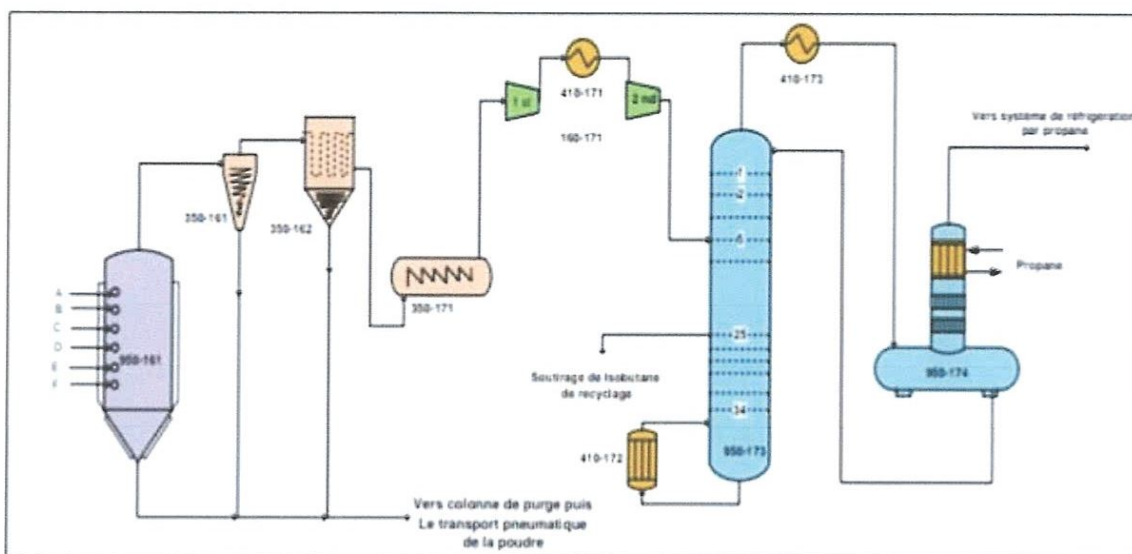 A
B
C
D
E
F
950-161
350-161
350-162
350-171
1 st
410-171
2 nd
160-171
410-173
1
2
6
25
34
950-173
410-172
Soutirage de Isobutane
de recyclage
Vers système de réfrigeration
par propane
Propane
950-174
Vers colonne de purge puis
Le transport pneumatique
de la poudre